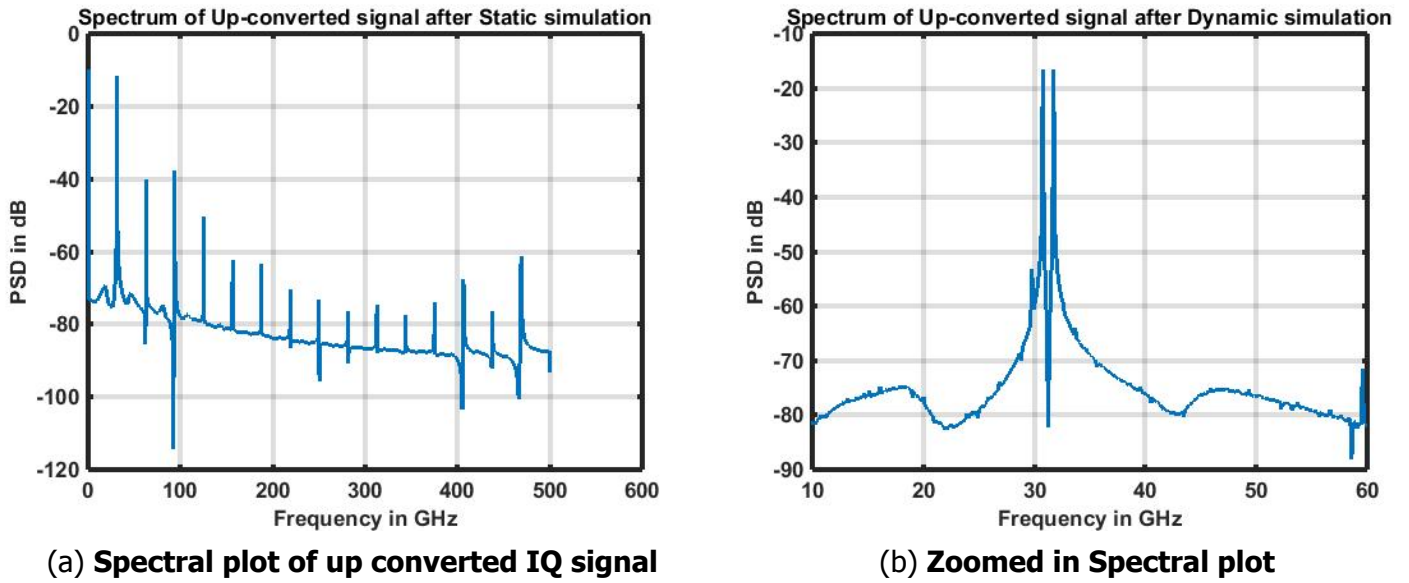 Spectrum of Up-converted signal after Static simulation
0
-20
-40
-60
-80
-100
-120
PSD in dB
0 100 200 300 400 500 600
Frequency in GHz
(a) Spectral plot of up converted IQ signal
Spectrum of Up-converted signal after Dynamic simulation
-10
-20
-30
-40
-50
-60
-70
-80
-90
PSD in dB
10 20 30 40 50 60
Frequency in GHz
(b) Zoomed in Spectral plot